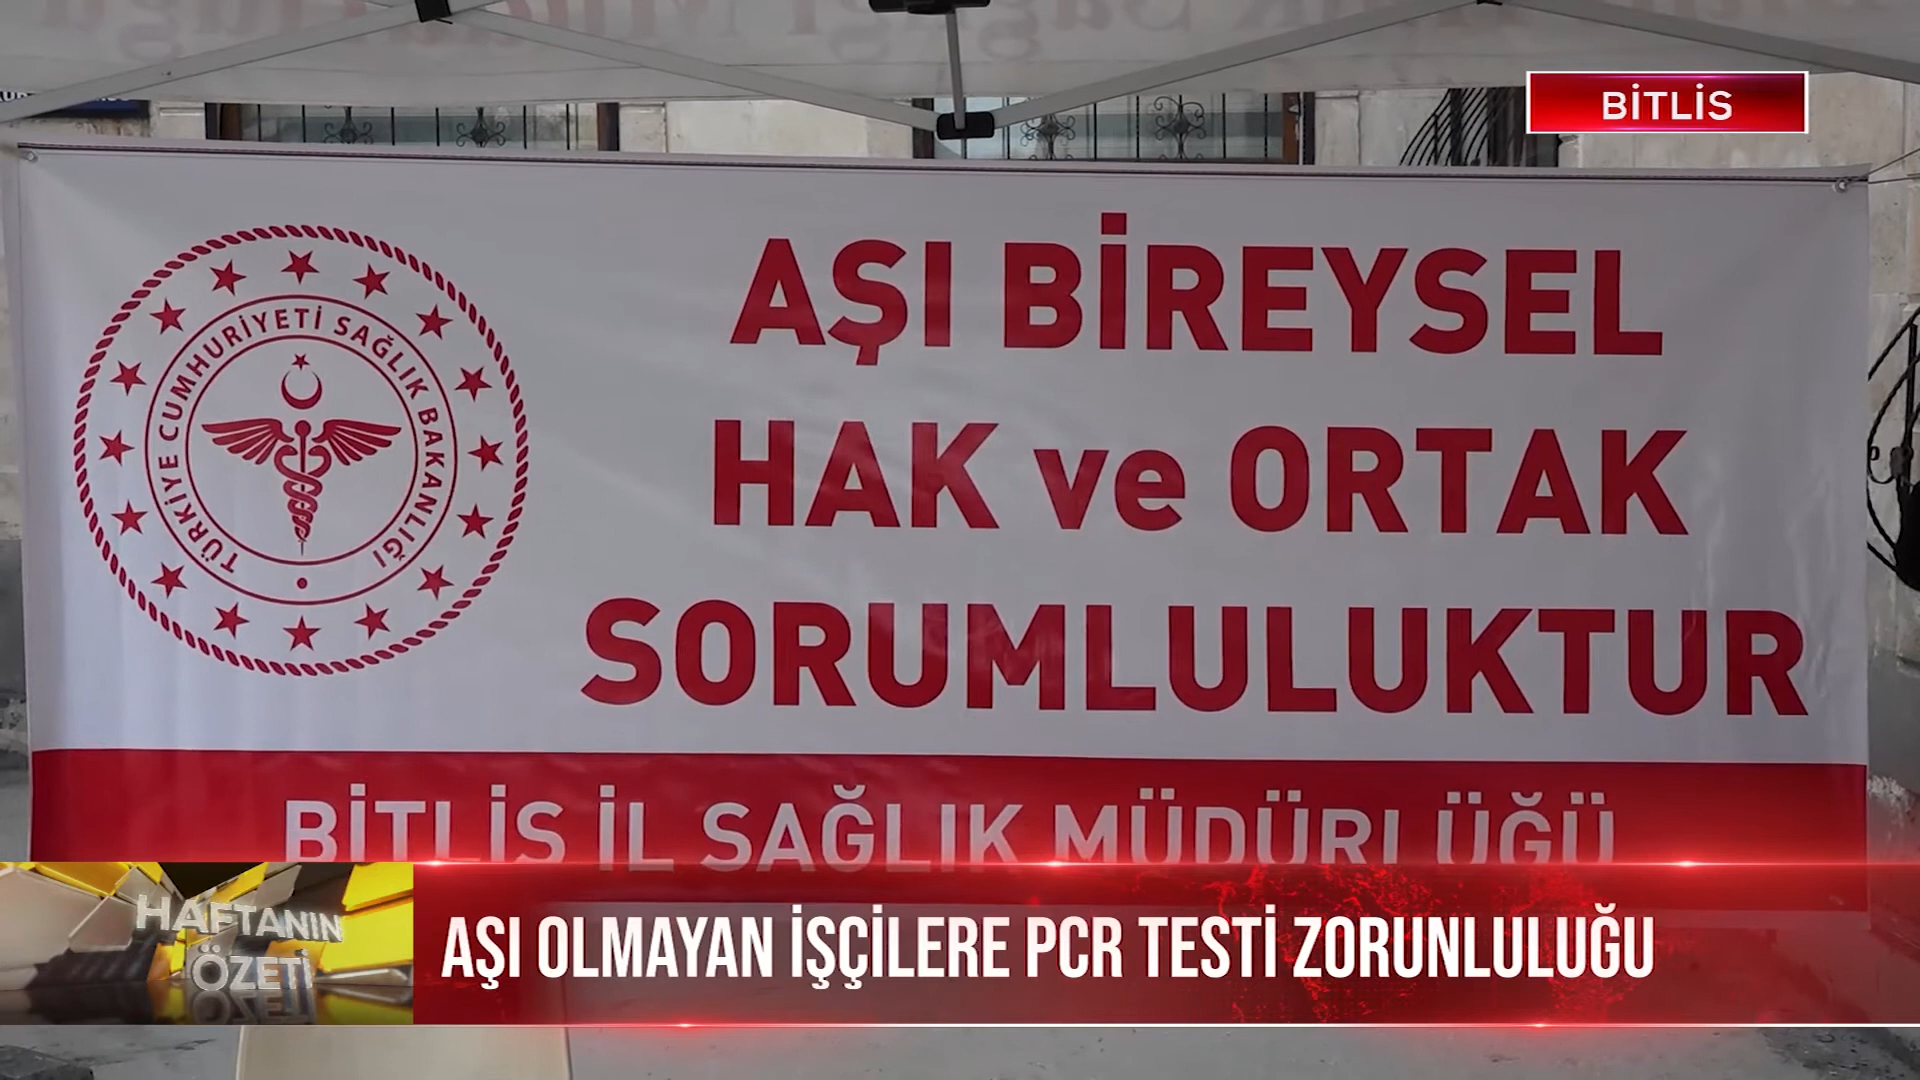 BİTLİS
TÜRKİYE CUMHURİYETİ SAĞLIK BAKANLIĞI
AŞI BİREYSEL
HAK ve ORTAK
SORUMLULUKTUR
BİTLİS İL SAĞLIK MÜDÜRLÜĞÜ
HAFTANIN
ÖZETİ
AŞI OLMAYAN İŞÇİLERE PCR TESTİ ZORUNLULUĞU